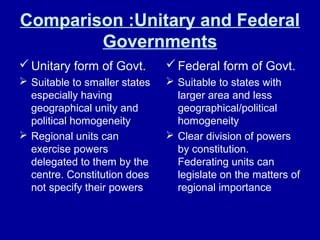 Comparison :Unitary and Federal
Governments
✓ Unitary form of Govt.
➢ Suitable to smaller states
especially having
geographical unity and
political homogeneity
➢ Regional units can
exercise powers
delegated to them by the
centre. Constitution does
not specify their powers
✓ Federal form of Govt.
➢ Suitable to states with
larger area and less
geographical/political
homogeneity
➢ Clear division of powers
by constitution.
Federating units can
legislate on the matters of
regional importance